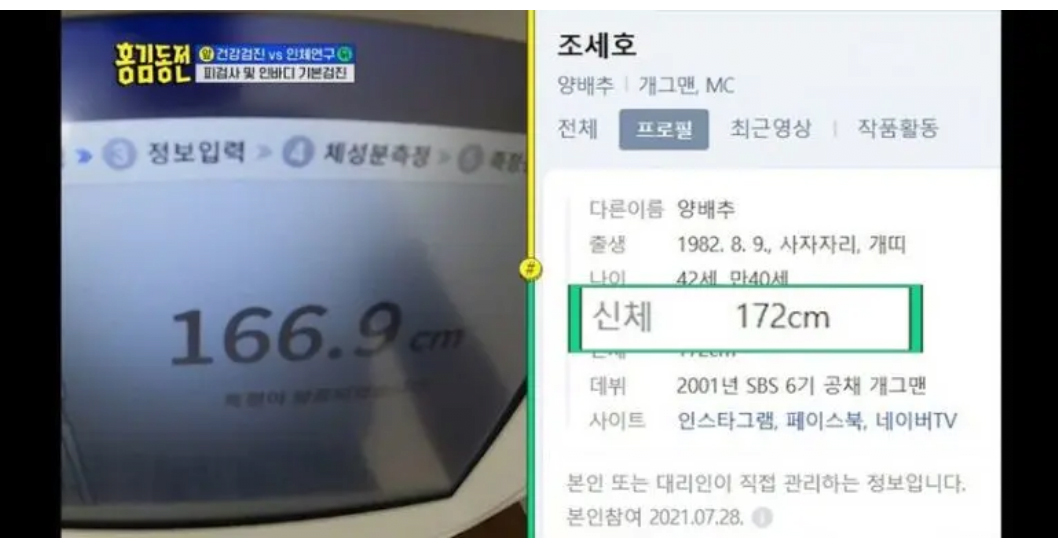 홍김동전
건강검진 vs 인체연구
피검사 및 인바디 기본검진
3 정보입력 > 4 체성분측정 > 5
166.9 cm
조세호
양배추 | 개그맨, MC
전체 프로필 최근영상 | 작품활동
다른이름 양배추
출생 1982. 8. 9., 사자자리, 개띠
나이 42세, 만40세
신체 172cm
데뷔 2001년 SBS 6기 공채 개그맨
사이트 인스타그램, 페이스북, 네이버TV
본인 또는 대리인이 직접 관리하는 정보입니다.
본인참여 2021.07.28.